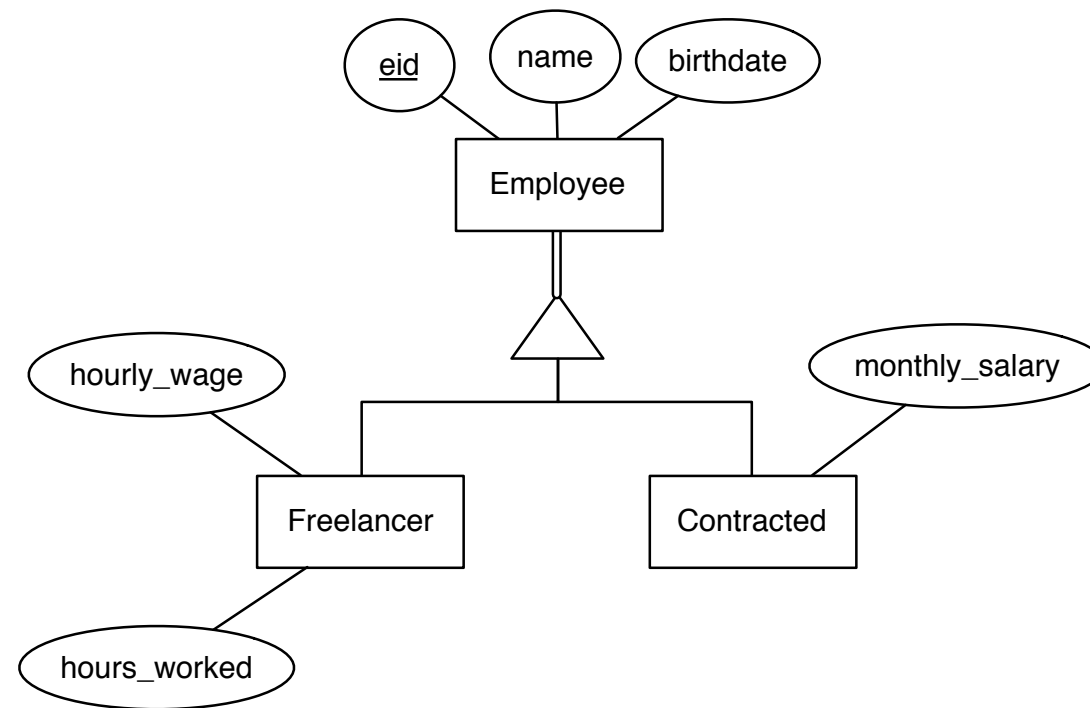 eid
name
birthdate
Employee
hourly_wage
monthly_salary
Freelancer
Contracted
hours_worked